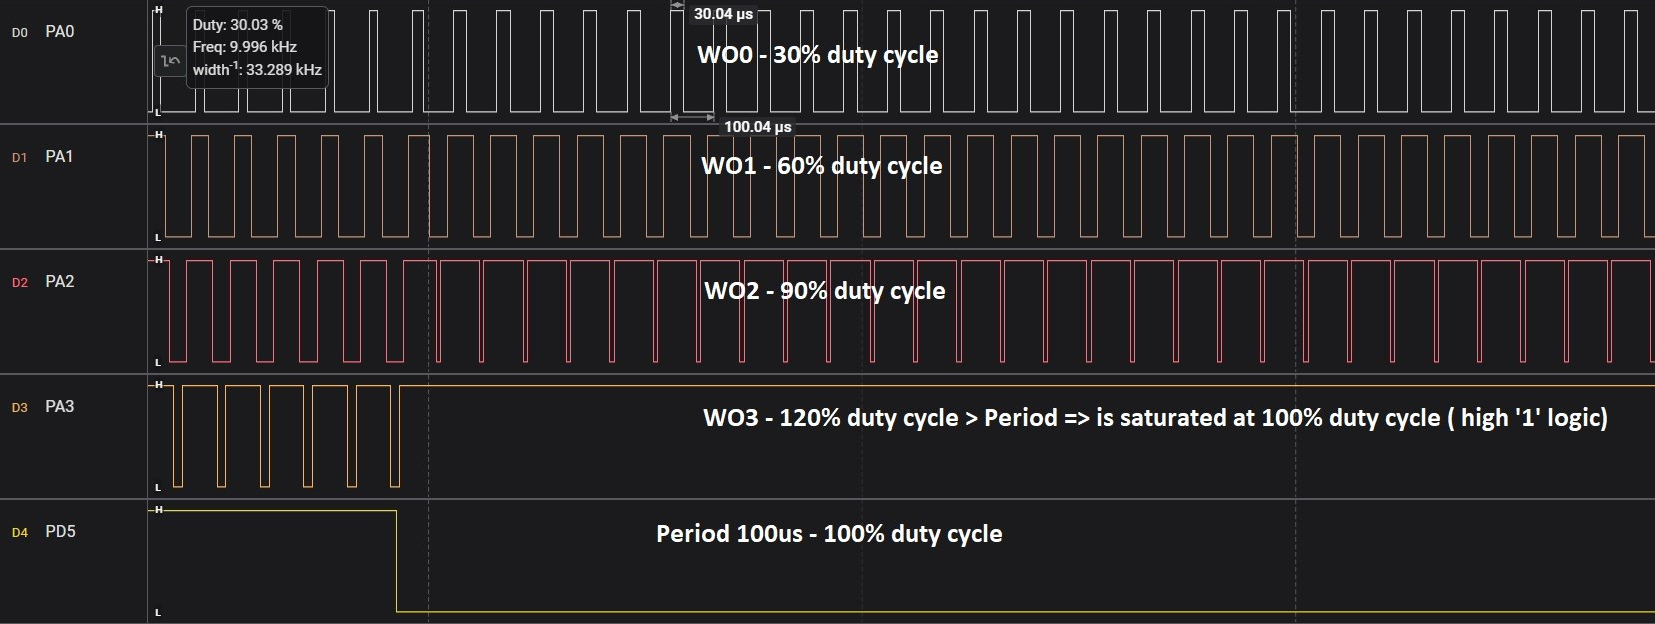 D0 PA0
H
L
Duty: 30.03 %
Freq: 9.996 kHz
width-1: 33.289 kHz
30.04 µs
WO0 - 30% duty cycle
100.04 µs
D1 PA1
H
L
WO1 - 60% duty cycle
D2 PA2
H
L
WO2 - 90% duty cycle
D3 PA3
H
L
WO3 - 120% duty cycle > Period => is saturated at 100% duty cycle ( high '1' logic)
D4 PD5
H
L
Period 100us - 100% duty cycle